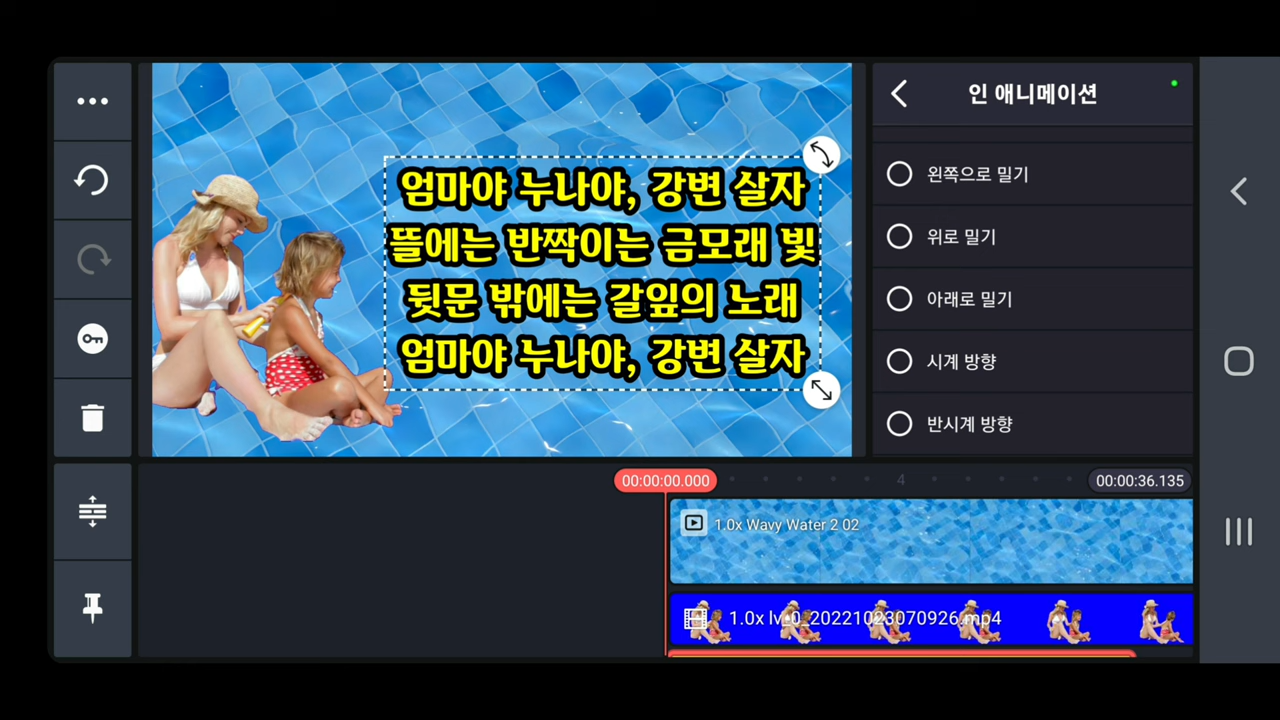 인 애니메이션
왼쪽으로 밀기
위로 밀기
아래로 밀기
시계 방향
반시계 방향
엄마야 누나야, 강변 살자
뜰에는 반짝이는 금모래 빛
뒷문 밖에는 갈잎의 노래
엄마야 누나야, 강변 살자
00:00:00.000
4
00:00:36.135
1.0x Wavy Water 2 02
1.0x lv_0_20221023070926.mp4